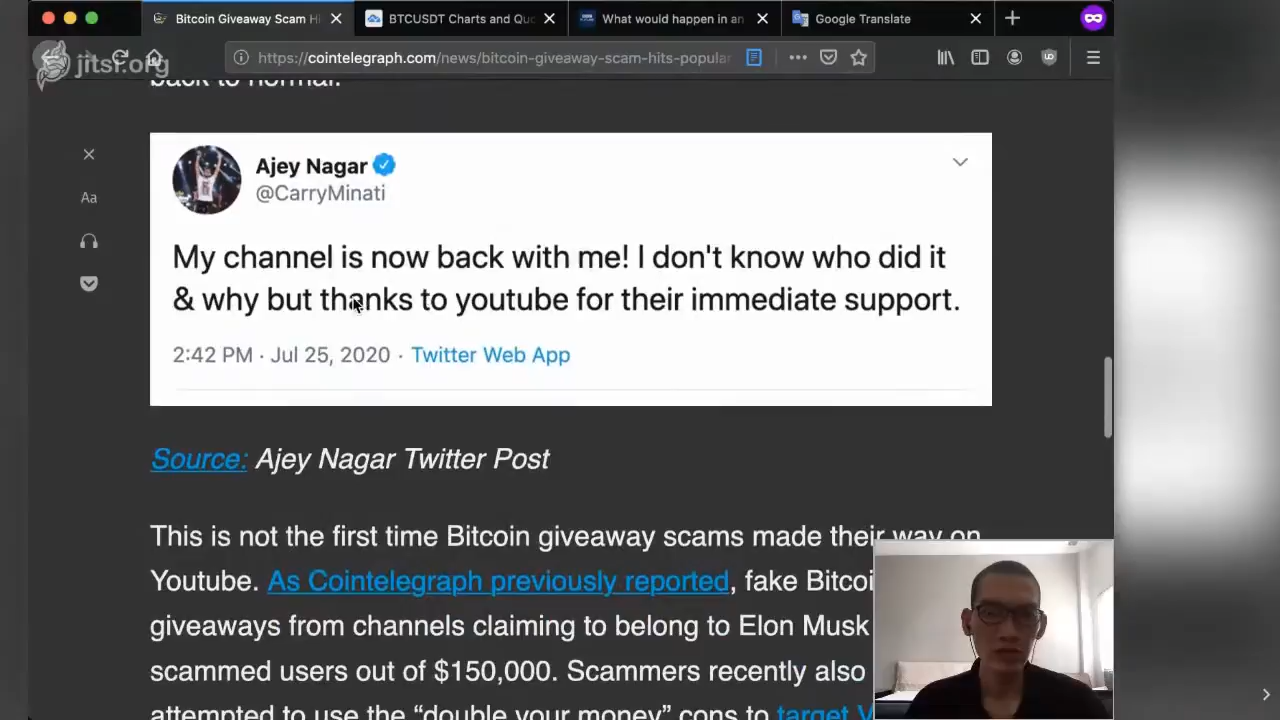 Bitcoin Giveaway Scam Hi
BTCUSDT Charts and Quo
What would happen in an
Google Translate
jitsi.org
https://cointelegraph.com/news/bitcoin-giveaway-scam-hits-popular
back to normal.
Aa
Ajey Nagar
@CarryMinati
My channel is now back with me! I don't know who did it
& why but thanks to youtube for their immediate support.
2:42 PM · Jul 25, 2020 · Twitter Web App
Source: Ajey Nagar Twitter Post
This is not the first time Bitcoin giveaway scams made their way on
Youtube. As Cointelegraph previously reported, fake Bitcoi
giveaways from channels claiming to belong to Elon Musk
scammed users out of $150,000. Scammers recently also
attempted to use the “double your money” cons to target V